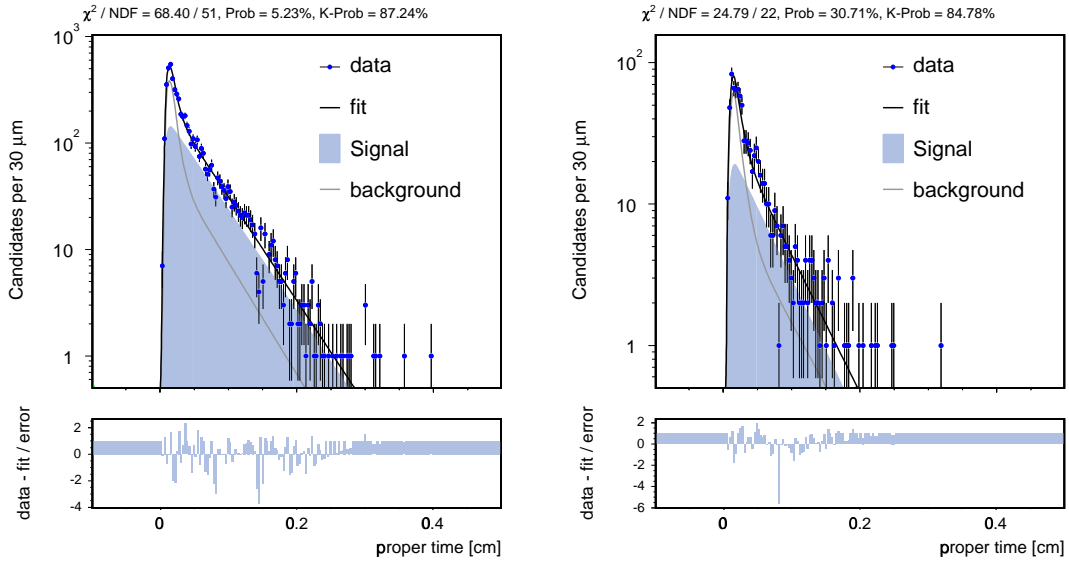 χ² / NDF = 68.40 / 51, Prob = 5.23%, K-Prob = 87.24%
10³
10²
10
1
Candidates per 30 μm
data
fit
Signal
background
2
0
-2
-4
data - fit / error
0
0.2
0.4
proper time [cm]
χ² / NDF = 24.79 / 22, Prob = 30.71%, K-Prob = 84.78%
10²
10
1
Candidates per 30 μm
data
fit
Signal
background
2
0
-2
-4
-6
data - fit / error
0
0.2
0.4
proper time [cm]